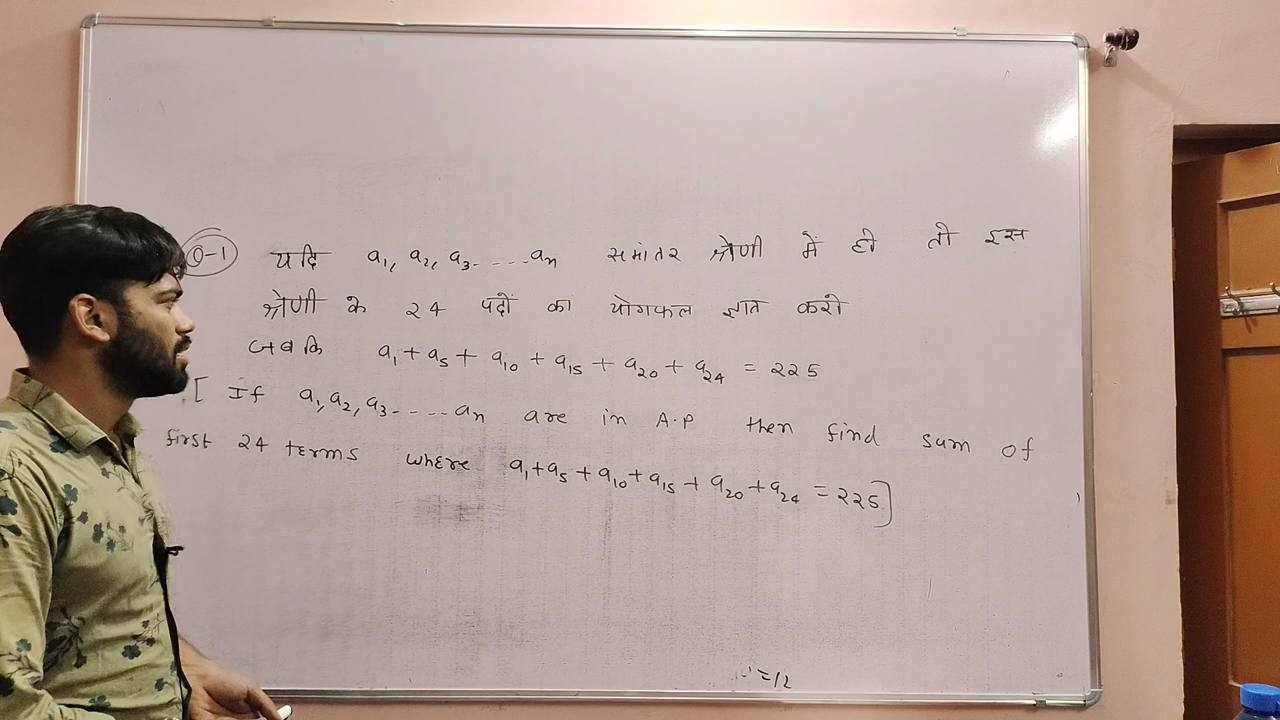 Q-1 यदि a₁, a₂, a₃.....aₙ समांतर श्रेणी में हो तो इस
श्रेणी के 24 पदों का योगफल ज्ञात करो
जबकि a₁ + a₅ + a₁₀ + a₁₅ + a₂₀ + a₂₄ = 225
[ If a₁, a₂, a₃-----aₙ are in A.P then find sum of
first 24 terms where a₁+a₅+a₁₀+a₁₅+a₂₀+a₂₄ = 225]
=12